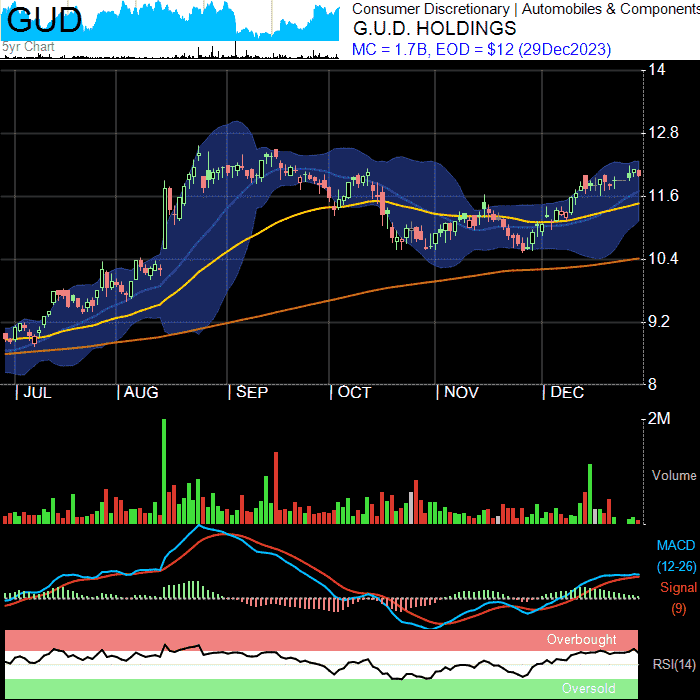 GUD
5yr Chart
Consumer Discretionary | Automobiles & Components
G.U.D. HOLDINGS
MC = 1.7B, EOD = $12 (29Dec2023)
14
12.8
11.6
10.4
9.2
8
JUL AUG SEP OCT NOV DEC
2M
Volume
MACD
(12-26)
Signal
(9)
Overbought
RSI(14)
Oversold